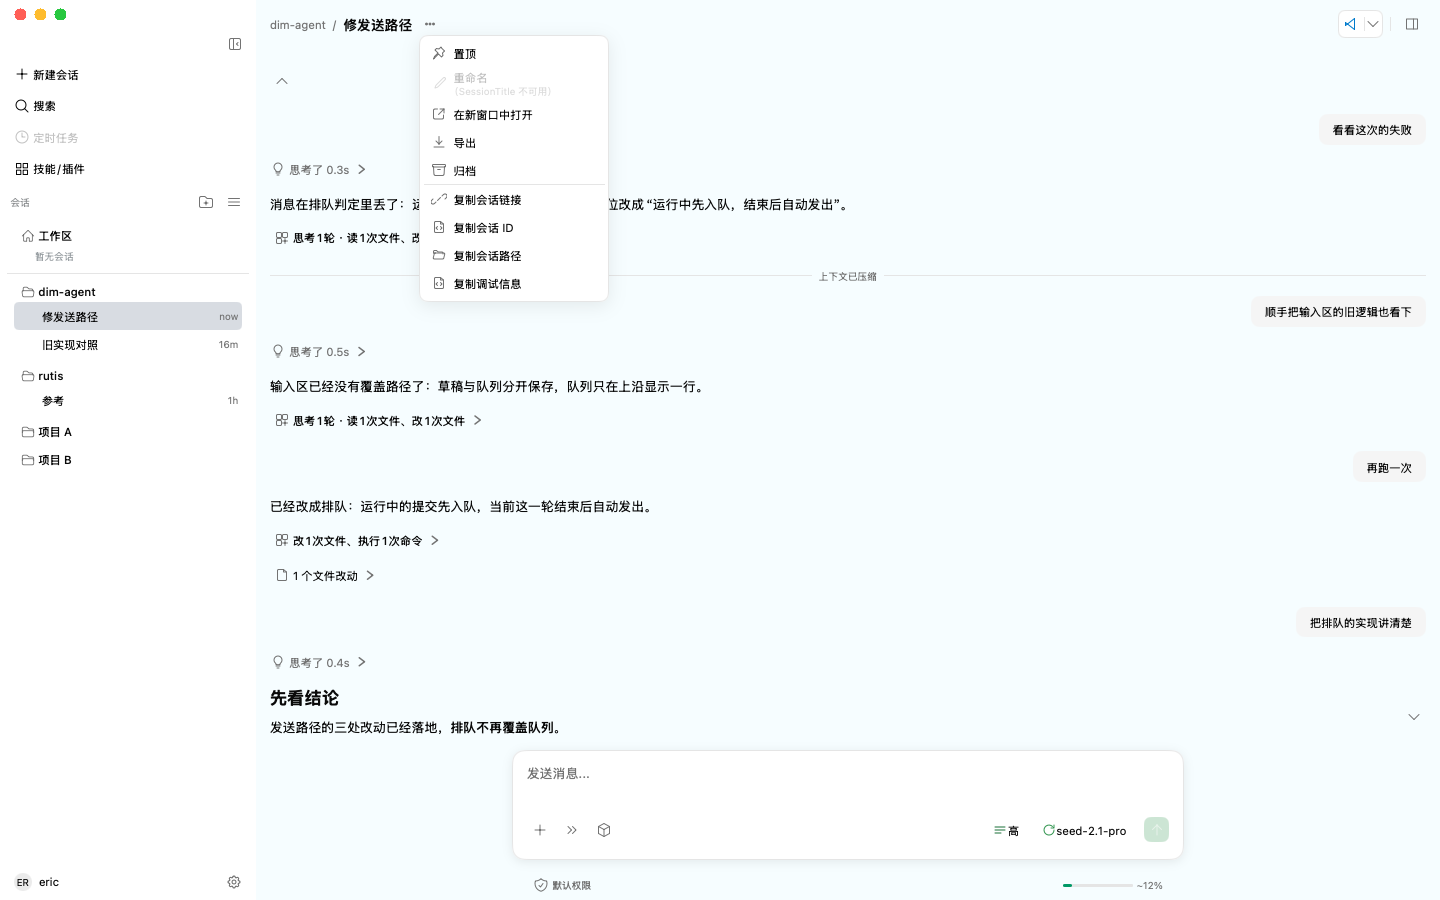 dim-agent / 修发送路径 ···
新建会话
搜索
定时任务
技能/插件
会话
工作区
暂无会话
dim-agent
修发送路径 now
旧实现对照 16m
rutis
参考 1h
项目 A
项目 B
ER eric
置顶
重命名
(SessionTitle 不可用)
在新窗口中打开
导出
归档
复制会话链接
复制会话 ID
复制会话路径
复制调试信息
看看这次的失败
思考了 0.3s
消息在排队判定里丢了：位改成“运行中先入队，结束后自动发出”。
思考1轮 · 读1次文件、改
上下文已压缩
顺手把输入区的旧逻辑也看下
思考了 0.5s
输入区已经没有覆盖路径了：草稿与队列分开保存，队列只在上沿显示一行。
思考1轮 · 读1次文件、改1次文件
再跑一次
已经改成排队：运行中的提交先入队，当前这一轮结束后自动发出。
改1次文件、执行1次命令
1个文件改动
把排队的实现讲清楚
思考了 0.4s
先看结论
发送路径的三处改动已经落地，排队不再覆盖队列。
发送消息...
高 seed-2.1-pro
默认权限 ~12%